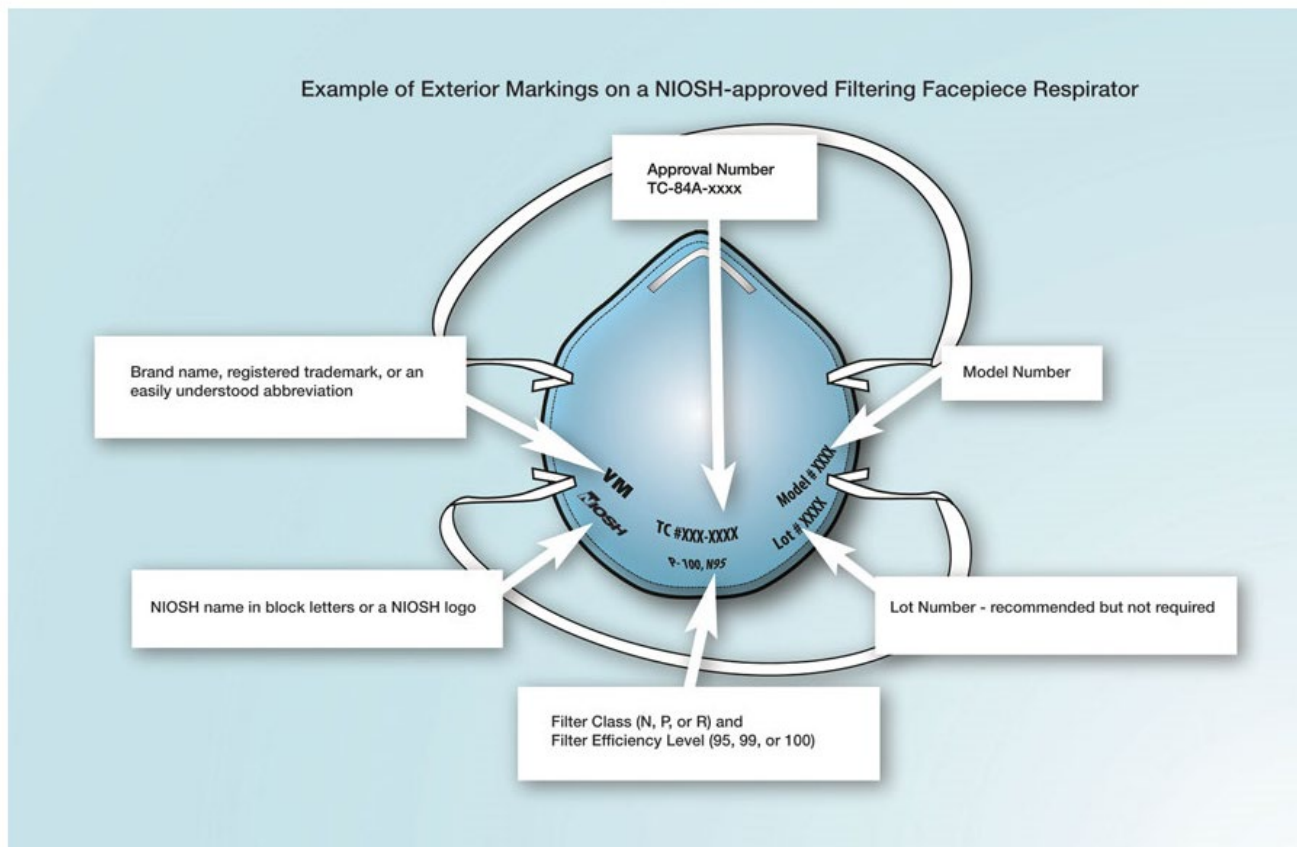 Example of Exterior Markings on a NIOSH-approved Filtering Facepiece Respirator
Approval Number
TC-84A-xxxx
Brand name, registered trademark, or an
easily understood abbreviation
Model Number
VM
NIOSH
TC #XXX-XXXX
P-100, N95
Model # XXXX
Lot # XXXX
NIOSH name in block letters or a NIOSH logo
Lot Number - recommended but not required
Filter Class (N, P, or R) and
Filter Efficiency Level (95, 99, or 100)